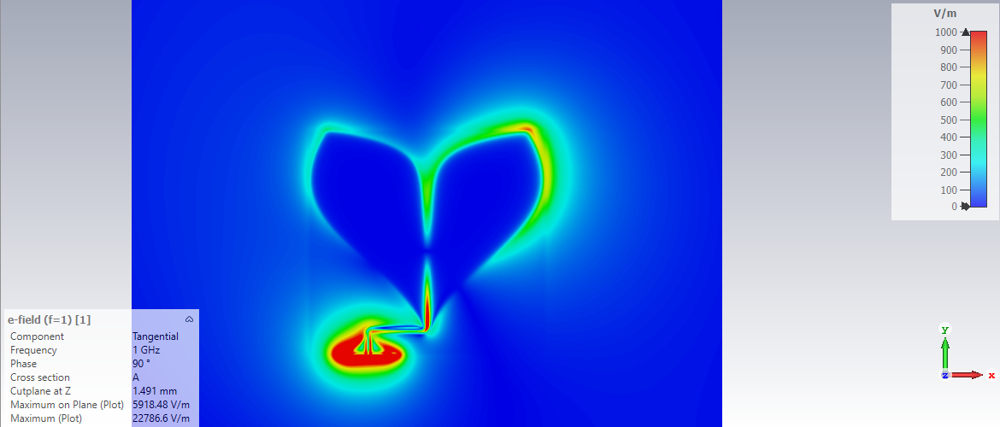 V/m
1000
900
800
700
600
500
400
300
200
100
0
e-field (f=1) [1]
Component Tangential
Frequency 1 GHz
Phase 90 °
Cross section A
Cutplane at Z 1.491 mm
Maximum on Plane (Plot) 5918.48 V/m
Maximum (Plot) 22786.6 V/m
y
z x